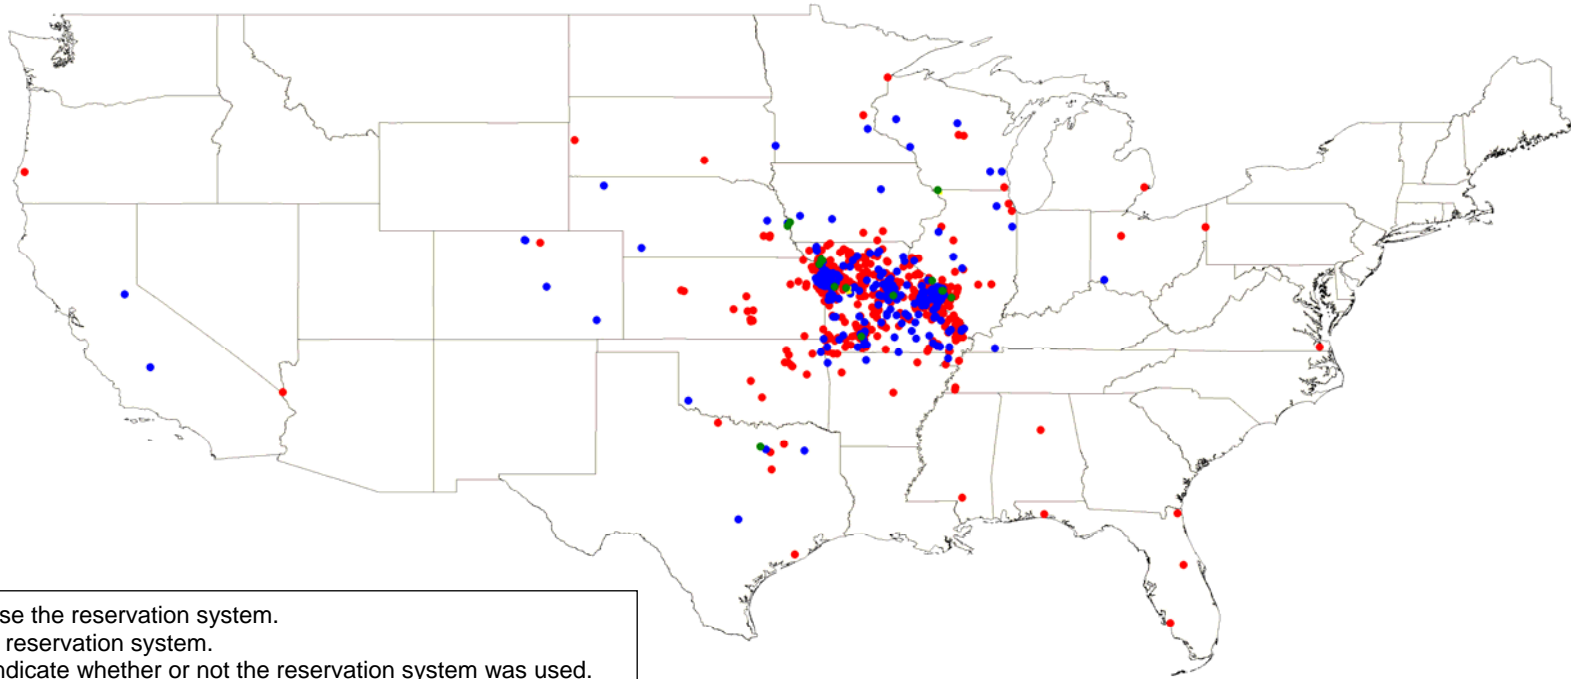 se the reservation system.
reservation system.
ndicate whether or not the reservation system was used.